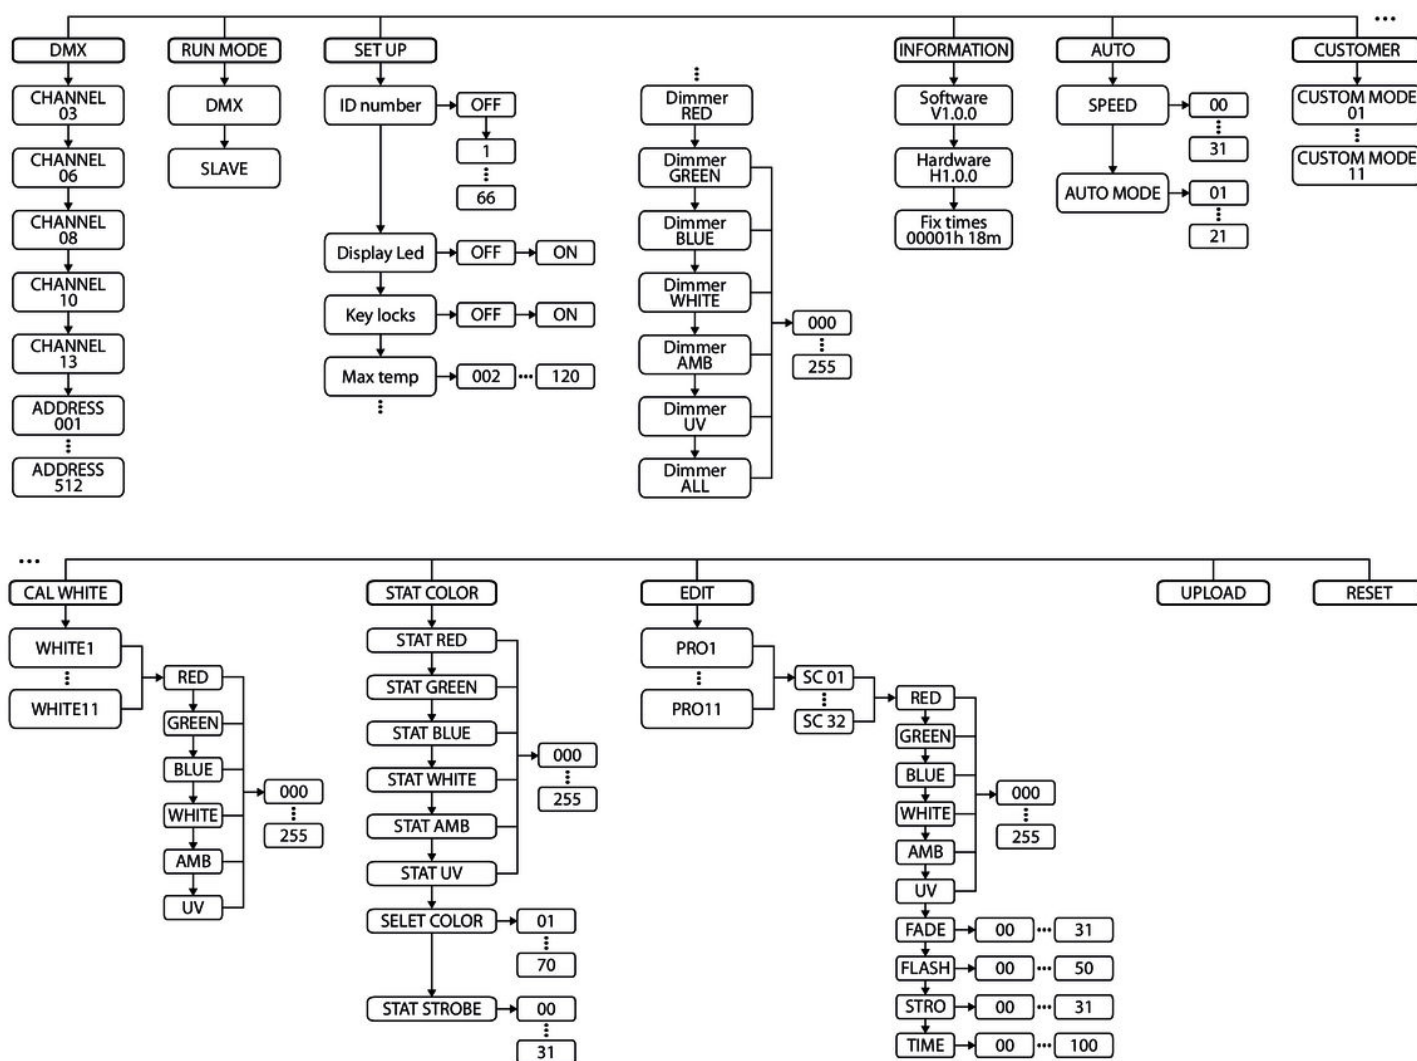 DMX
CHANNEL
03
CHANNEL
06
CHANNEL
08
CHANNEL
10
CHANNEL
13
ADDRESS
001
ADDRESS
512
RUN MODE
DMX
SLAVE
SET UP
ID number
OFF
1
66
Display Led
OFF
ON
Key locks
OFF
ON
Max temp
002
...
120
Dimmer
RED
Dimmer
GREEN
Dimmer
BLUE
Dimmer
WHITE
Dimmer
AMB
Dimmer
UV
Dimmer
ALL
000
255
INFORMATION
Software
V1.0.0
Hardware
H1.0.0
Fix times
00001h 18m
AUTO
SPEED
00
31
AUTO MODE
01
21
...
CUSTOMER
CUSTOM MODE
01
CUSTOM MODE
11
...
CAL WHITE
WHITE1
WHITE11
RED
GREEN
BLUE
WHITE
AMB
UV
000
255
STAT COLOR
STAT RED
STAT GREEN
STAT BLUE
STAT WHITE
STAT AMB
STAT UV
000
255
SELET COLOR
01
70
STAT STROBE
00
31
EDIT
PRO1
PRO11
SC 01
SC 32
RED
GREEN
BLUE
WHITE
AMB
UV
000
255
FADE
00
...
31
FLASH
00
...
50
STRO
00
...
31
TIME
00
...
100
UPLOAD
RESET